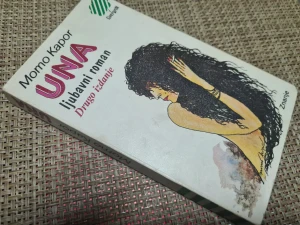 Momo Kapor
UNA
ljubavni roman
Drugo izdanje
Znanje